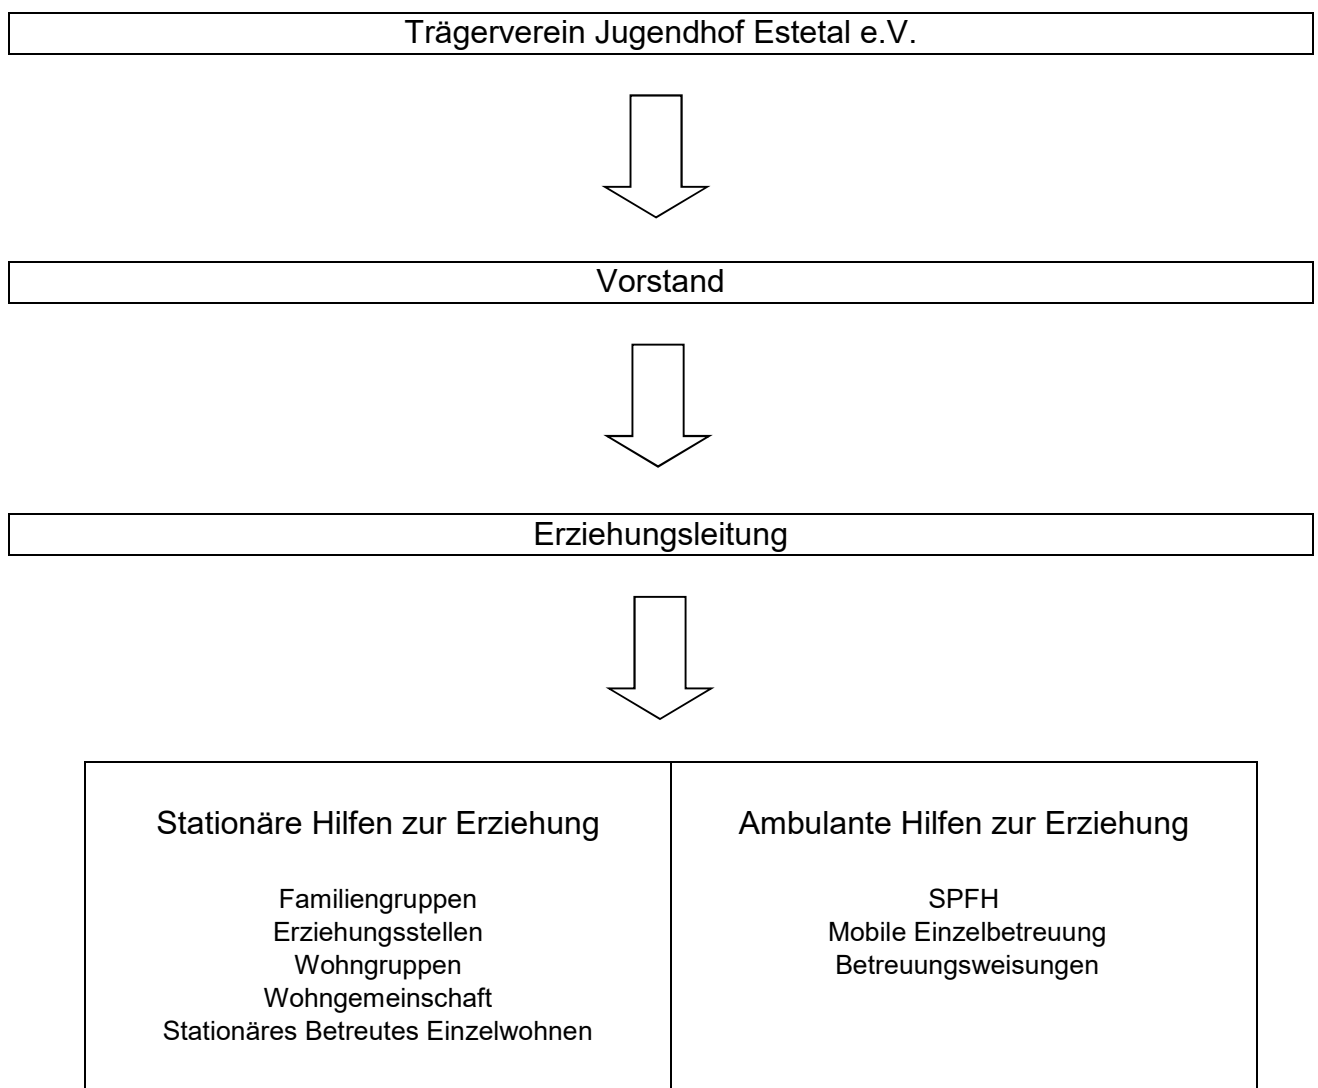 Trägerverein Jugendhof Estetal e.V.
Vorstand
Erziehungsleitung
Stationäre Hilfen zur Erziehung
Familiengruppen
Erziehungsstellen
Wohngruppen
Wohngemeinschaft
Stationäres Betreutes Einzelwohnen
Ambulante Hilfen zur Erziehung
SPFH
Mobile Einzelbetreuung
Betreuungsweisungen